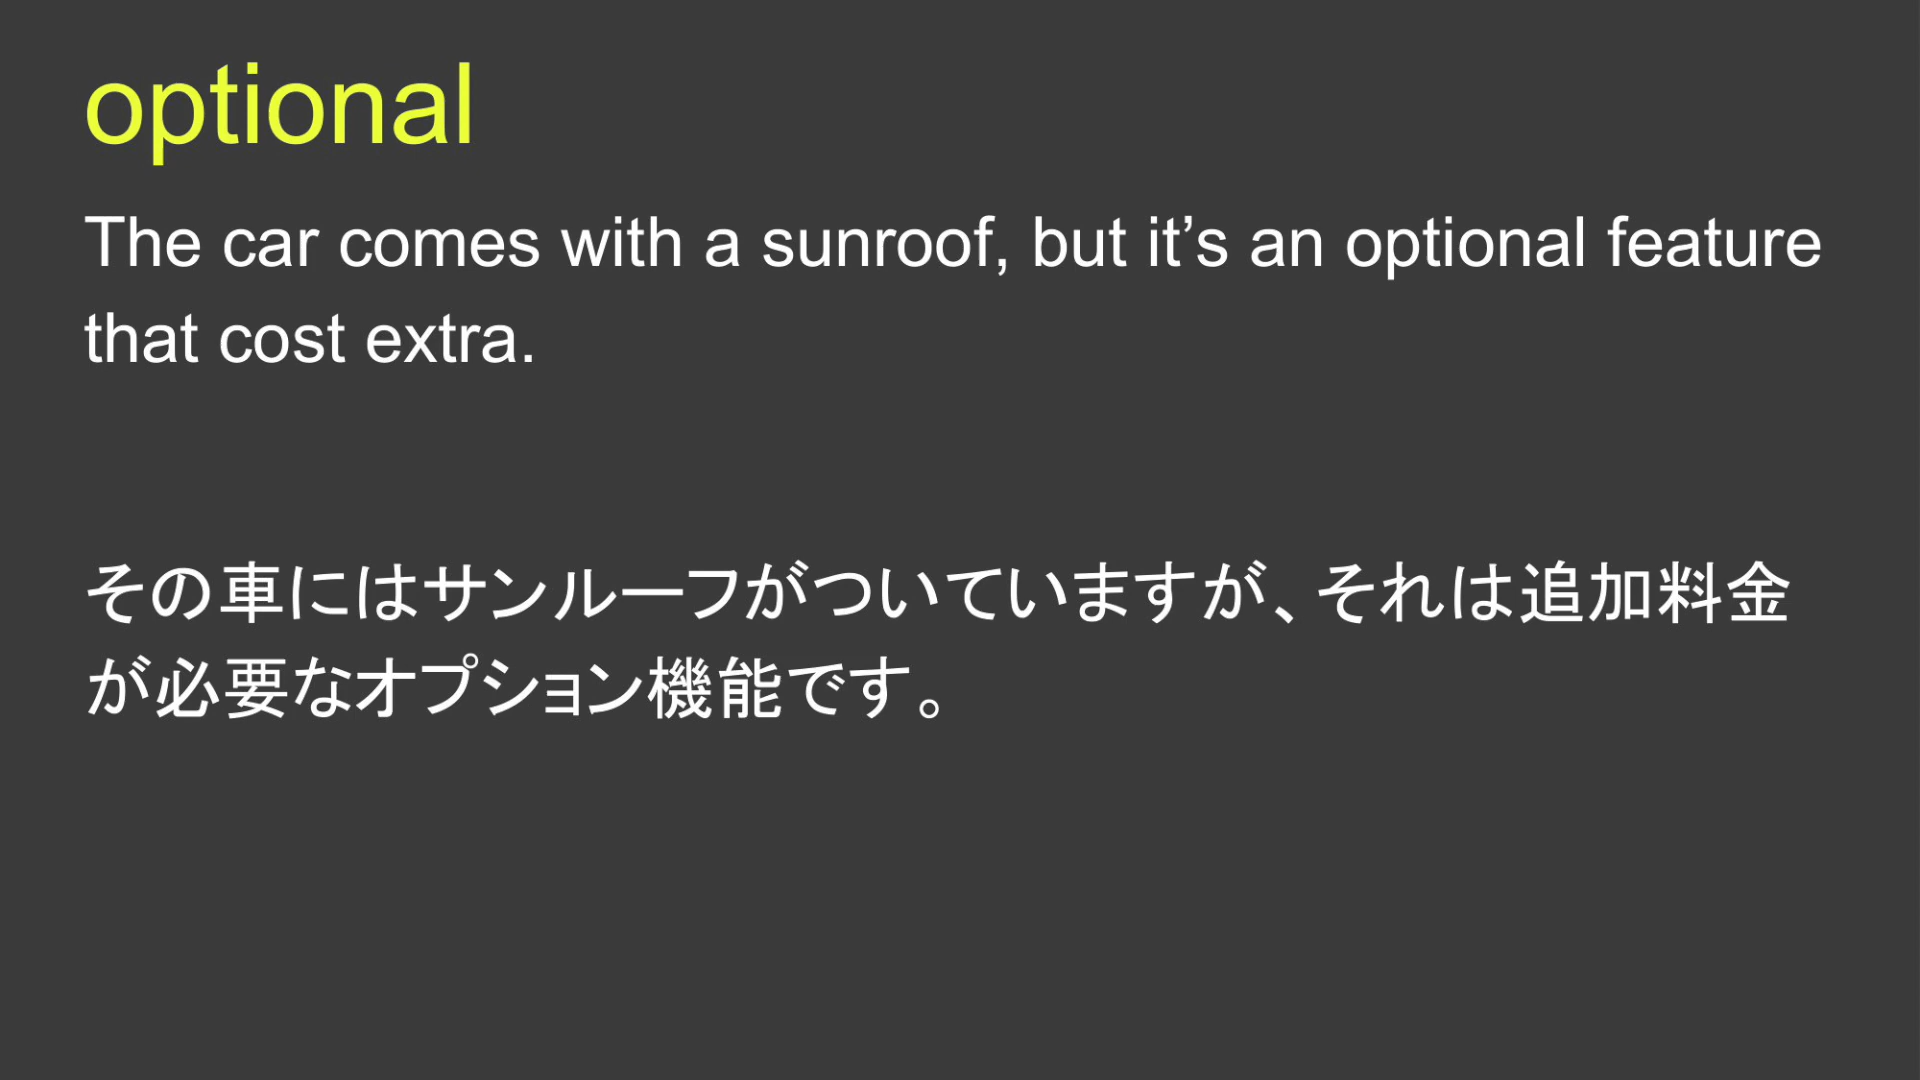 optional
The car comes with a sunroof, but it’s an optional feature
that cost extra.
その車にはサンルーフがついていますが、それは追加料金
が必要なオプション機能です。